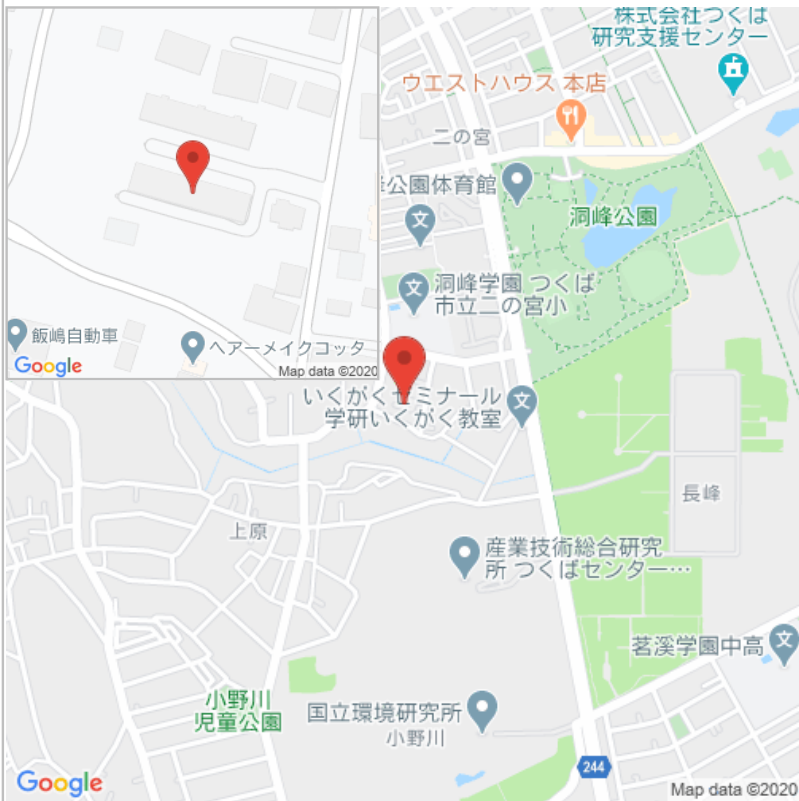 株式会社つくば
研究支援センター
ウエストハウス 本店
二の宮
公園体育館
洞峰公園
洞峰学園 つくば
市立二の宮小
飯嶋自動車
ヘアーメイクコッタ
Google
Map data ©2020
いくがくゼミナール
学研いくがく教室
長峰
上原
産業技術総合研究
所 つくばセンター…
茗溪学園中高
小野川
児童公園
国立環境研究所
小野川
244
Google
Map data ©2020